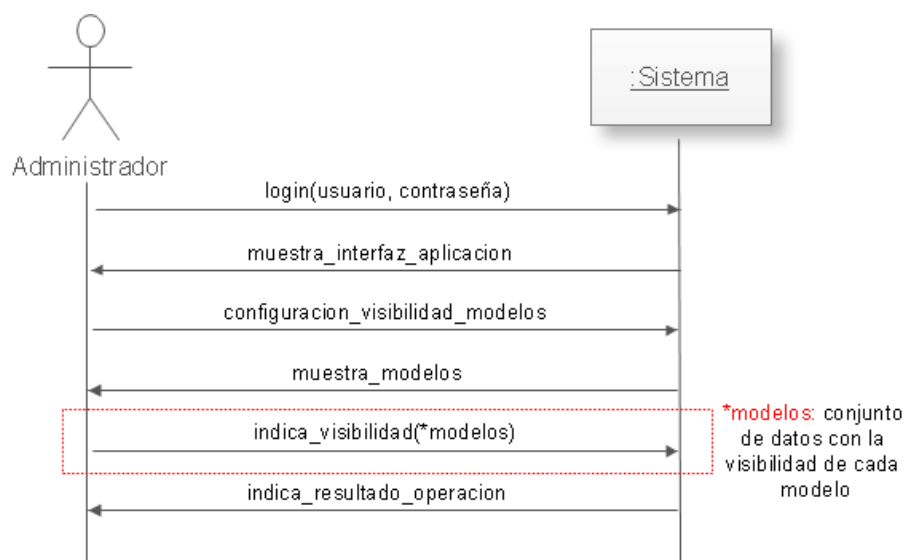 :Sistema
Administrador
login(usuario, contraseña)
muestra_interfaz_aplicacion
configuracion_visibilidad_modelos
muestra_modelos
indica_visibilidad(*modelos)
*modelos: conjunto
de datos con la
visibilidad de cada
modelo
indica_resultado_operacion